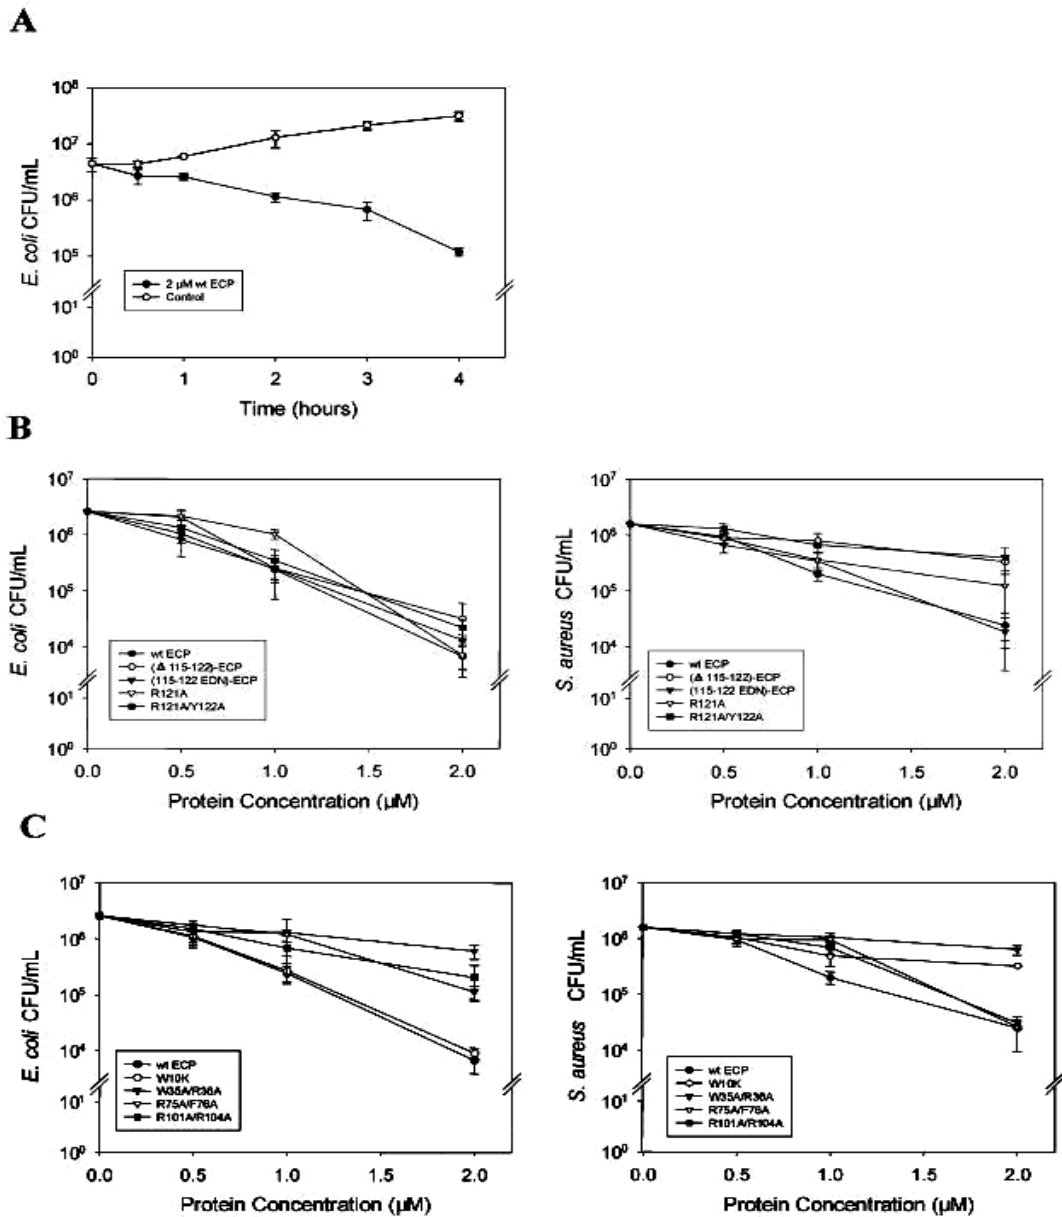 A
10⁸
10⁷
10⁶
10⁵
10¹
10⁰
E. coli CFU/mL
2 µM wt ECP
Control
0 1 2 3 4
Time (hours)
B
10⁷
10⁶
10⁵
10⁴
10¹
10⁰
E. coli CFU/mL
wt ECP
(Δ 115-122)-ECP
(115-122 EDN)-ECP
R121A
R121A/Y122A
0.0 0.5 1.0 1.5 2.0
Protein Concentration (µM)
10⁷
10⁶
10⁵
10⁴
10¹
10⁰
S. aureus CFU/mL
wt ECP
(Δ 115-122)-ECP
(115-122 EDN)-ECP
R121A
R121A/Y122A
0.0 0.5 1.0 1.5 2.0
Protein Concentration (µM)
C
10⁷
10⁶
10⁵
10⁴
10¹
10⁰
E. coli CFU/mL
wt ECP
W10K
W35A/R36A
R75A/F76A
R101A/R104A
0.0 0.5 1.0 1.5 2.0
Protein Concentration (µM)
10⁷
10⁶
10⁵
10⁴
10¹
10⁰
S. aureus CFU/mL
wt ECP
W10K
W35A/R36A
R75A/F76A
R101A/R104A
0.0 0.5 1.0 1.5 2.0
Protein Concentration (µM)